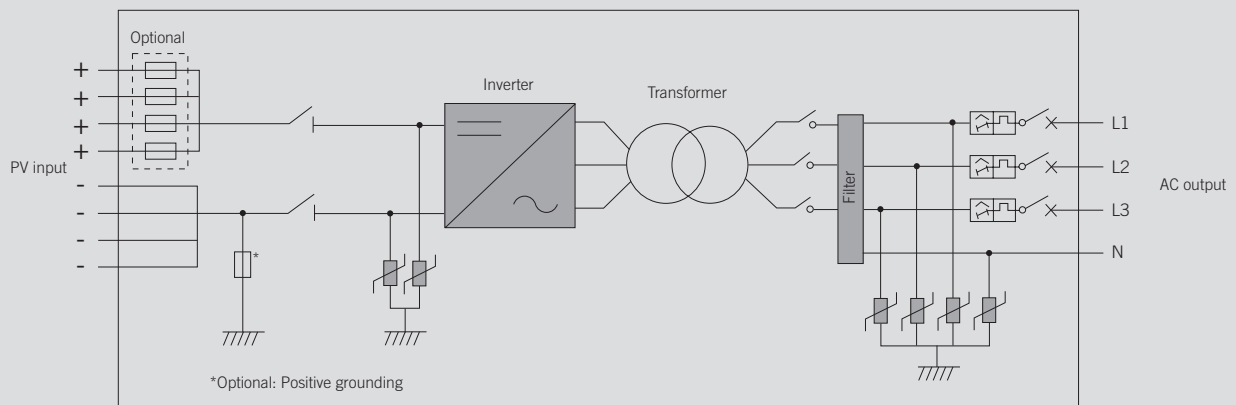 Optional
+
+
+
+
PV input
-
-
-
-
*
Inverter
Transformer
Filter
L1
L2
L3
N
AC output
*Optional: Positive grounding